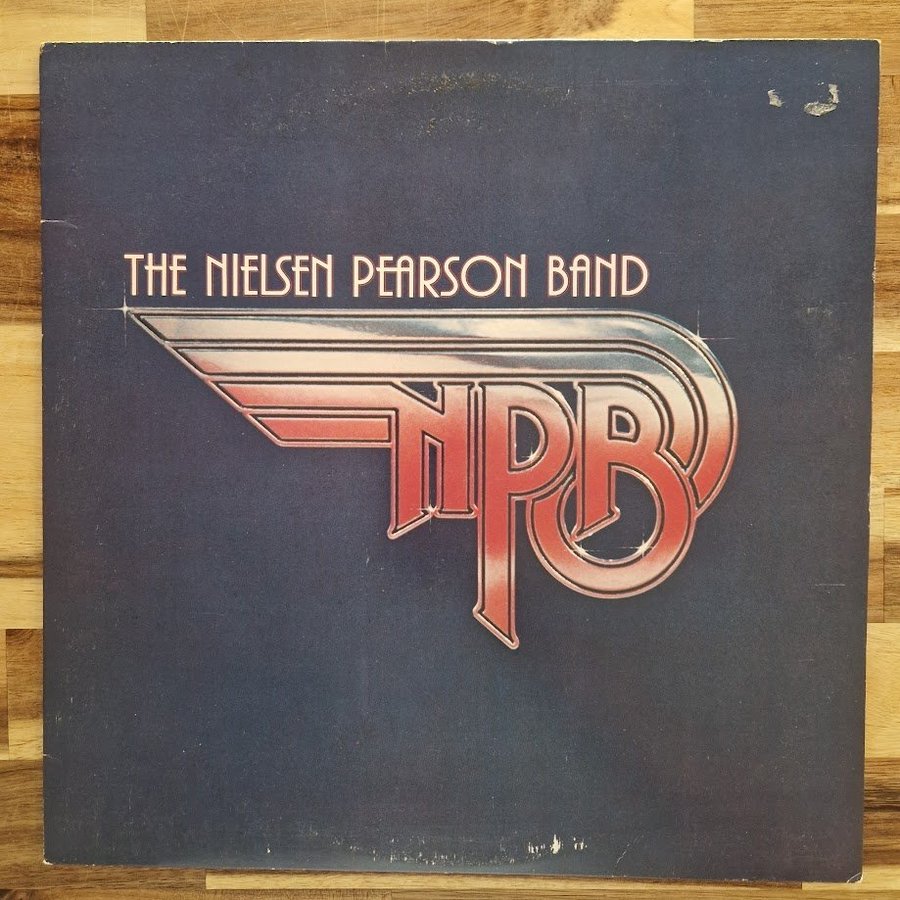 THE NIELSEN PEARSON BAND
NPB